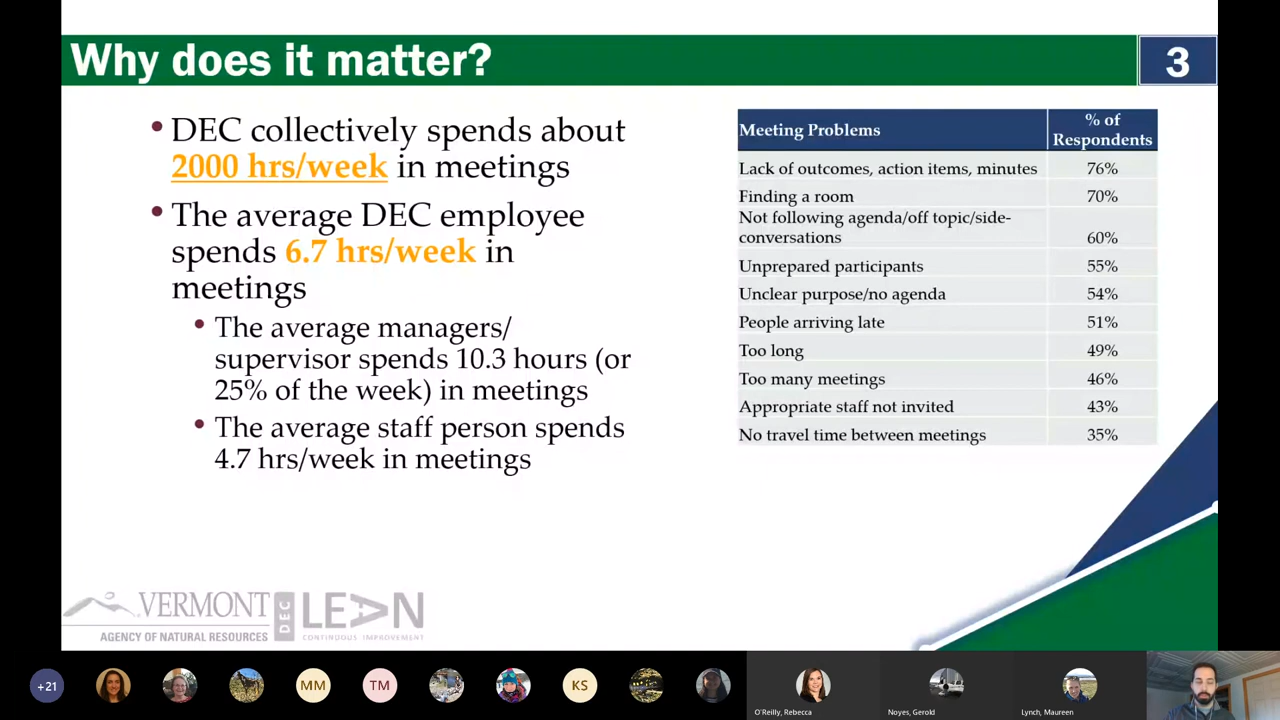 Why does it matter?
3
• DEC collectively spends about
2000 hrs/week in meetings
• The average DEC employee
spends 6.7 hrs/week in
meetings
• The average managers/
supervisor spends 10.3 hours (or
25% of the week) in meetings
• The average staff person spends
4.7 hrs/week in meetings
Meeting Problems
% of
Respondents
Lack of outcomes, action items, minutes 76%
Finding a room 70%
Not following agenda/off topic/side-
conversations 60%
Unprepared participants 55%
Unclear purpose/no agenda 54%
People arriving late 51%
Too long 49%
Too many meetings 46%
Appropriate staff not invited 43%
No travel time between meetings 35%
VERMONT
AGENCY OF NATURAL RESOURCES
DEC
LEAN
CONTINUOUS IMPROVEMENT
+21
MM
TM
KS
O'Reilly, Rebecca
Noyes, Gerold
Lynch, Maureen